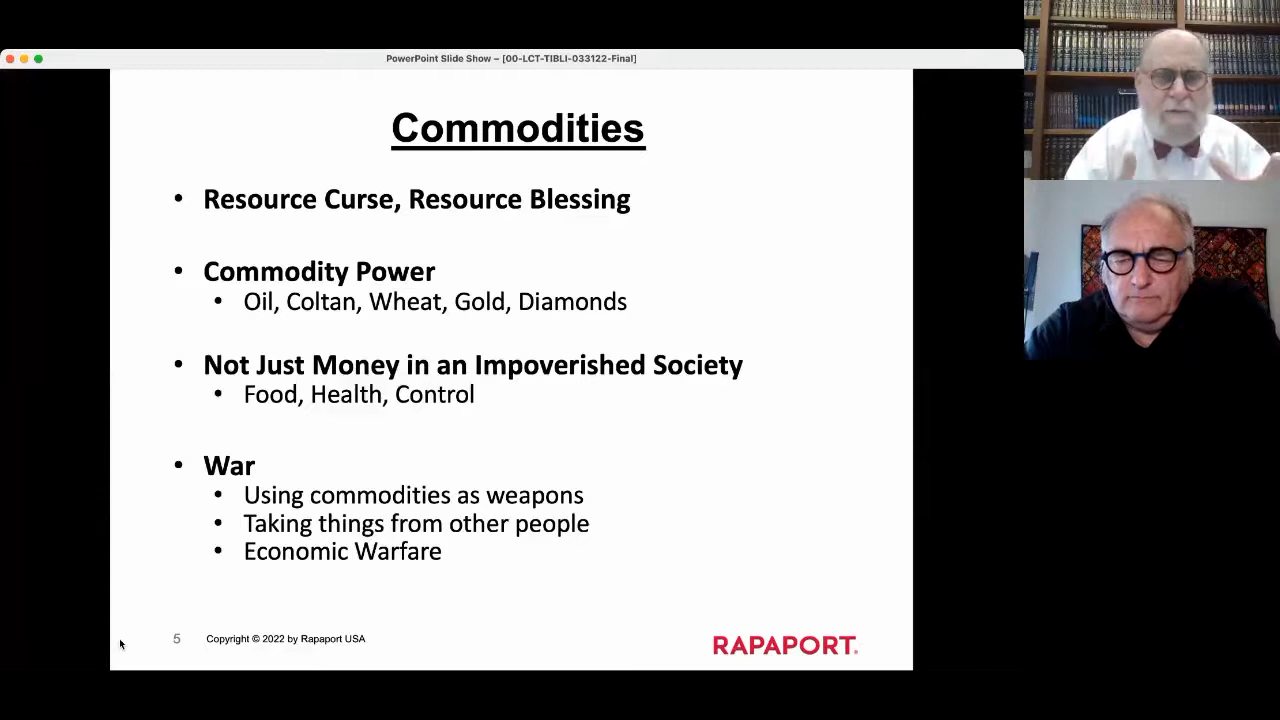 PowerPoint Slide Show – [00-LCT-TIBLI-033122-Final]
Commodities
• Resource Curse, Resource Blessing
• Commodity Power
• Oil, Coltan, Wheat, Gold, Diamonds
• Not Just Money in an Impoverished Society
• Food, Health, Control
• War
• Using commodities as weapons
• Taking things from other people
• Economic Warfare
5 Copyright © 2022 by Rapaport USA
RAPAPORT®